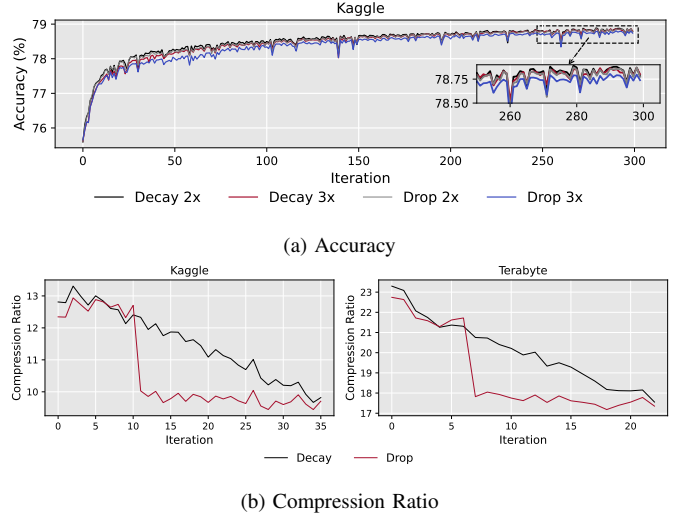 Kaggle
Accuracy (%)
79
78
77
76
78.75
78.50
260 280 300
0 50 100 150 200 250 300
Iteration
Decay 2x Decay 3x Drop 2x Drop 3x
(a) Accuracy
Kaggle
Compression Ratio
13
12
11
10
0 5 10 15 20 25 30 35
Iteration
Terabyte
Compression Ratio
23
22
21
20
19
18
17
0 5 10 15 20
Iteration
Decay Drop
(b) Compression Ratio